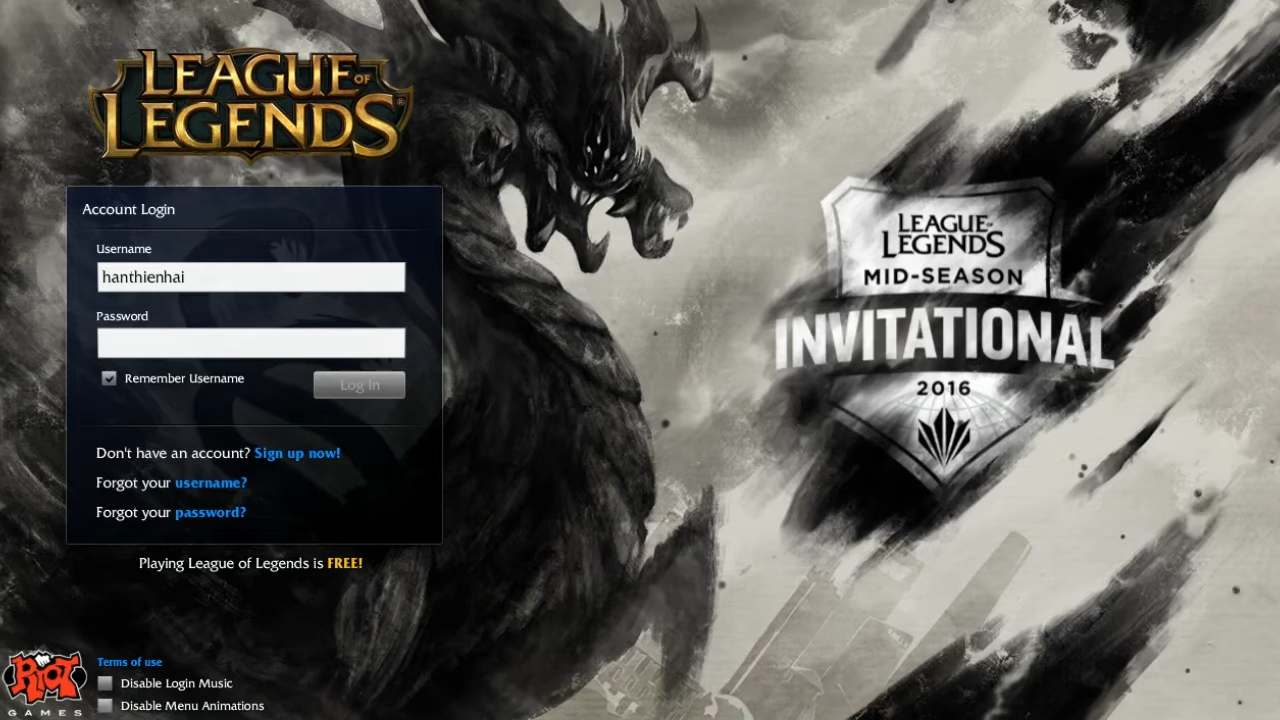 LEAGUE OF
LEGENDS
Account Login
Username
hanthienhai
Password
Remember Username
Log In
Don't have an account? Sign up now!
Forgot your username?
Forgot your password?
Playing League of Legends is FREE!
LEAGUE OF
LEGENDS
MID-SEASON
INVITATIONAL
2016
RIOT
GAMES
Terms of use
Disable Login Music
Disable Menu Animations